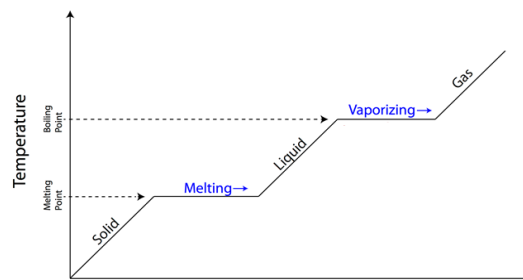 Temperature
Boiling
Point
Melting
Point
Solid
Melting→
Liquid
Vaporizing→
Gas